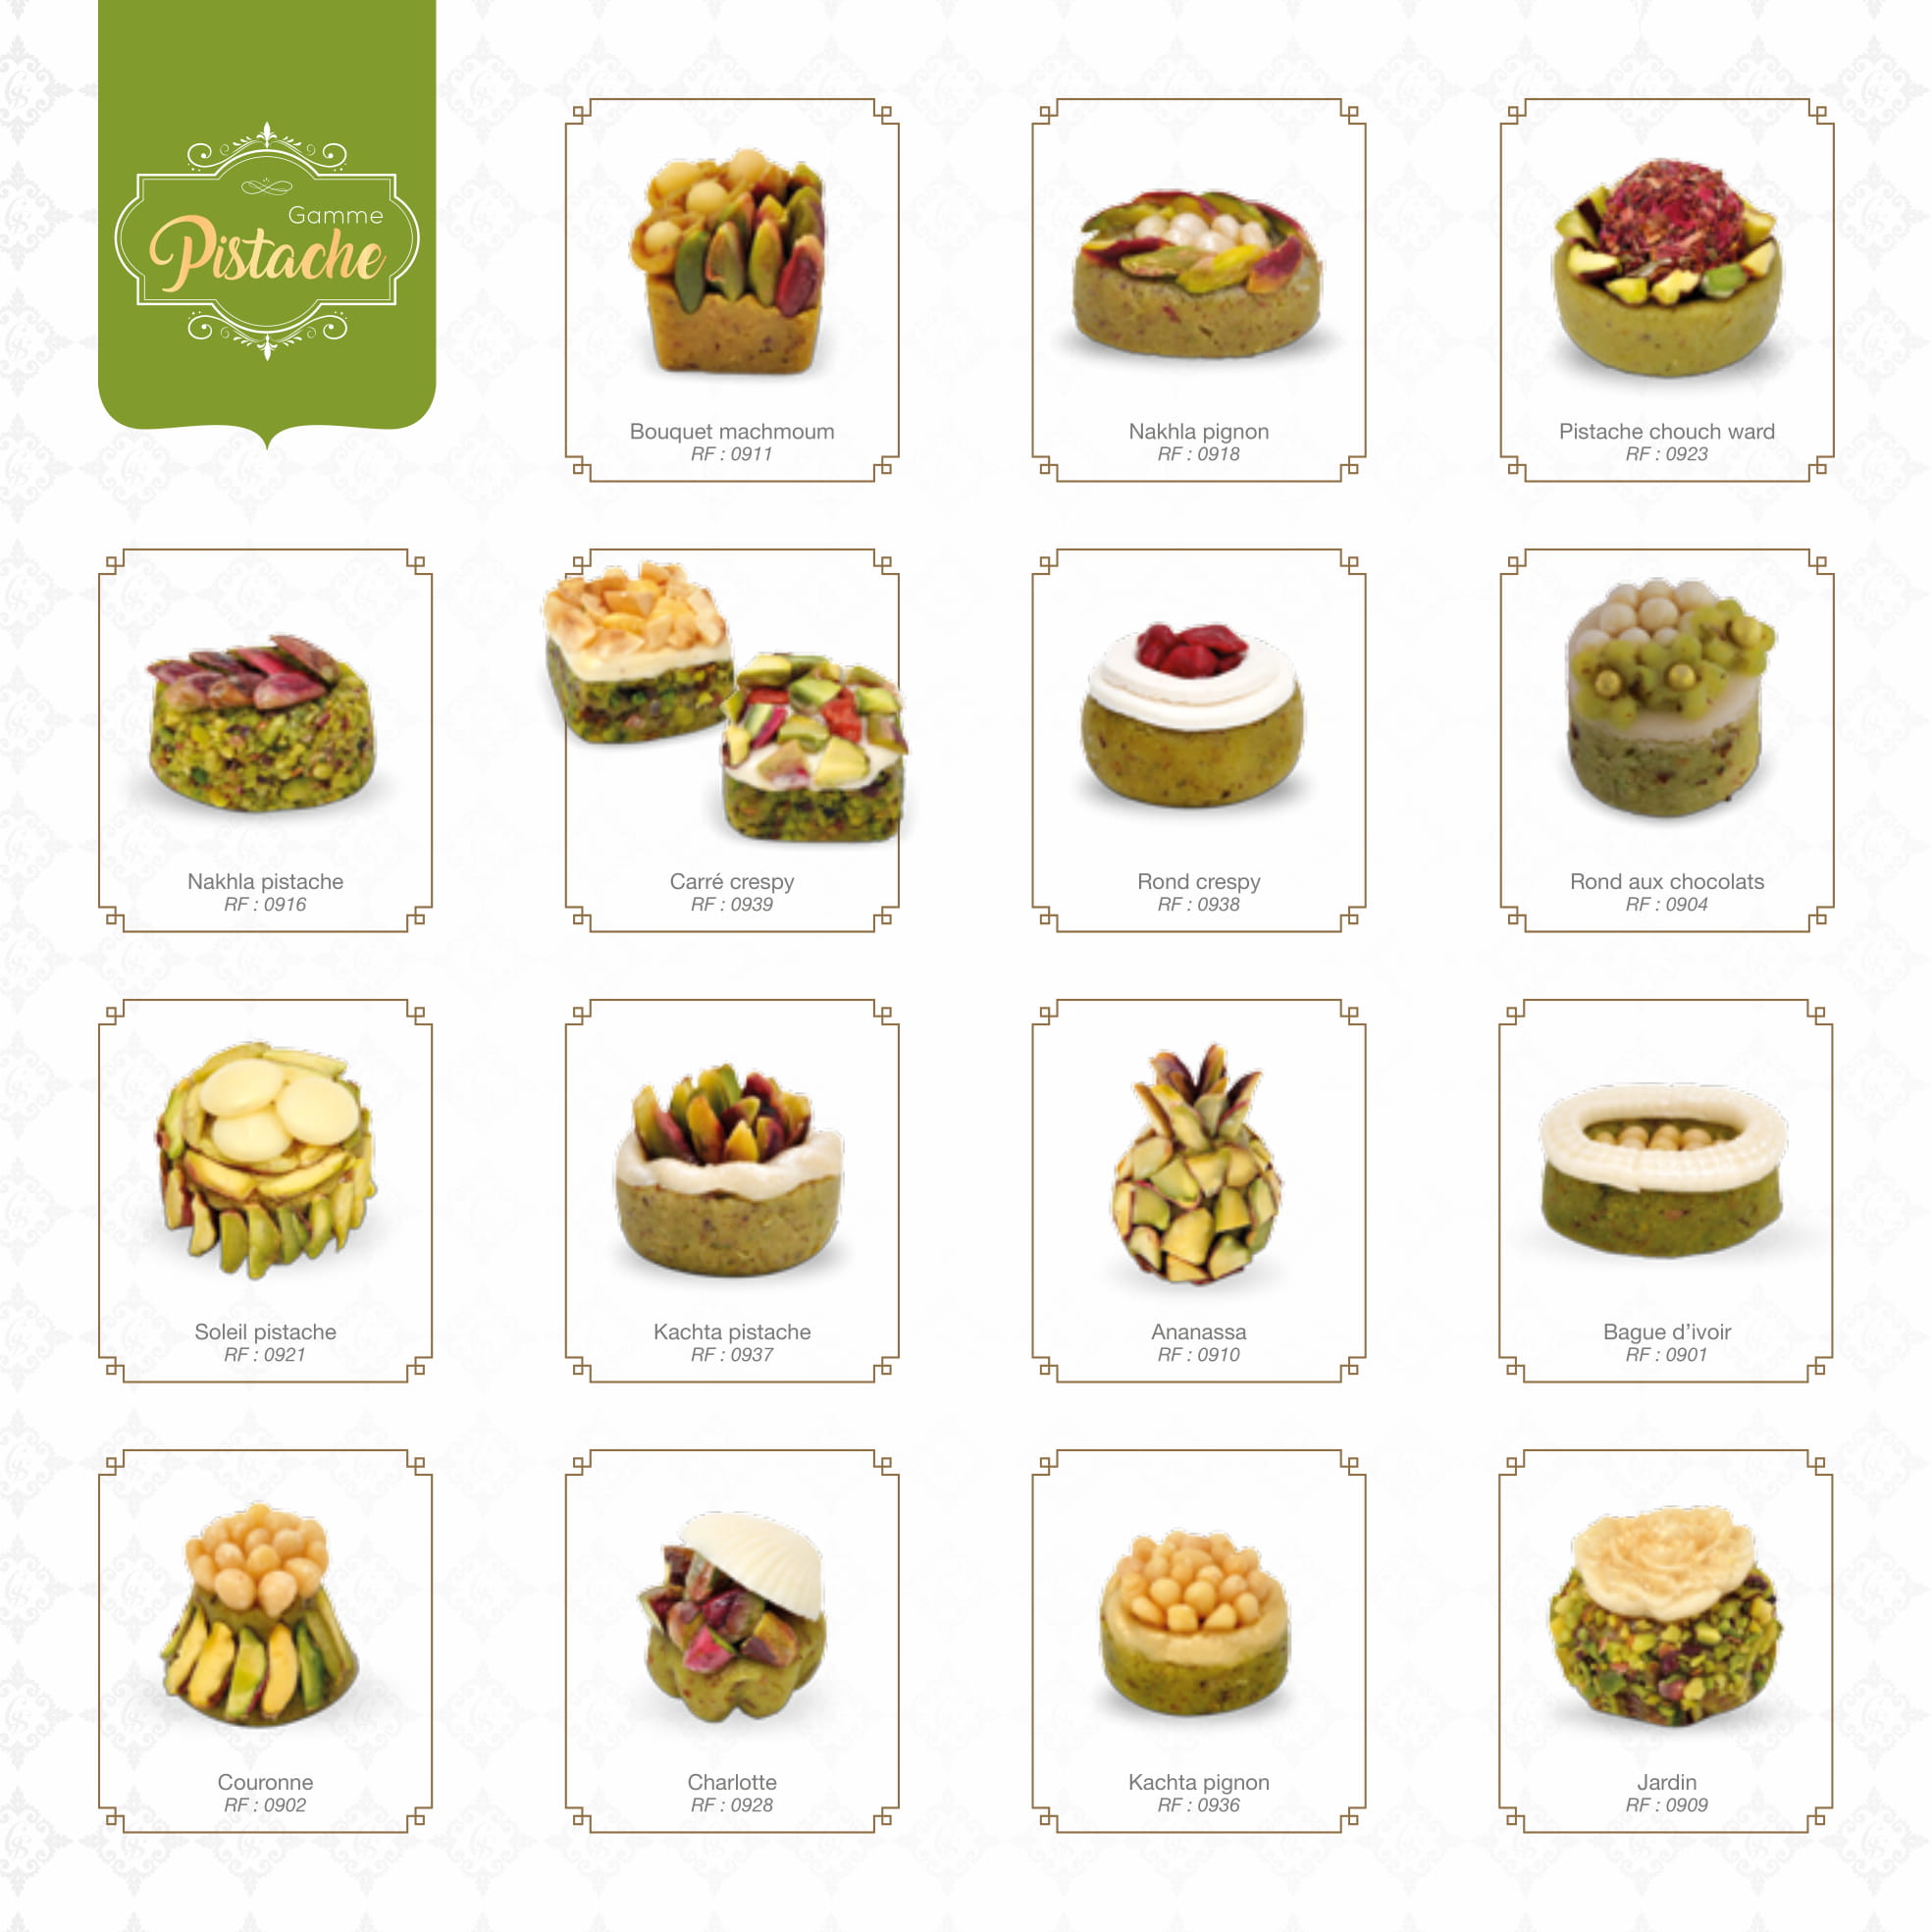 Gamme
Pistache
Bouquet machmoum
RF : 0911
Nakhla pignon
RF : 0918
Pistache chouch ward
RF : 0923
Nakhla pistache
RF : 0916
Carré crespy
RF : 0939
Rond crespy
RF : 0938
Rond aux chocolats
RF : 0904
Soleil pistache
RF : 0921
Kachta pistache
RF : 0937
Ananassa
RF : 0910
Bague d’ivoir
RF : 0901
Couronne
RF : 0902
Charlotte
RF : 0928
Kachta pignon
RF : 0936
Jardin
RF : 0909